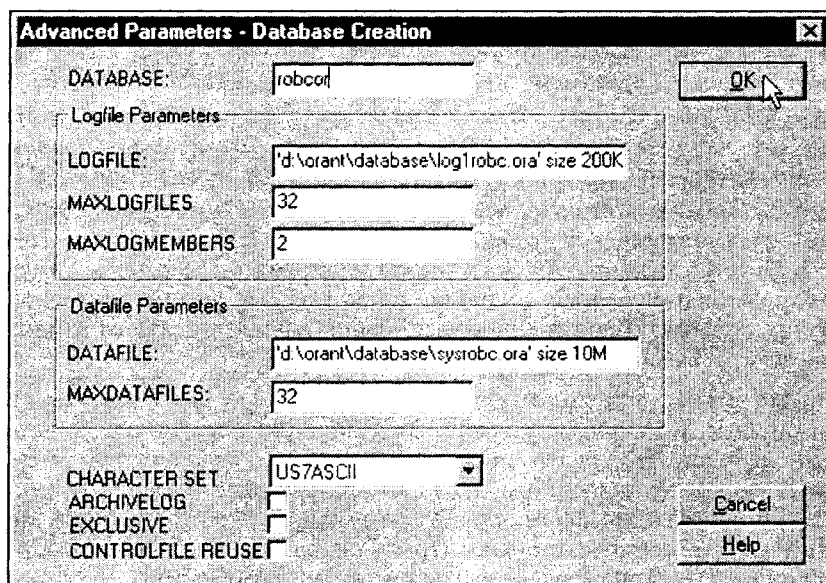 Advanced Parameters - Database Creation
DATABASE: robcor
OK
Logfile Parameters
LOGFILE: 'd:\orant\database\log1robc.ora' size 200K
MAXLOGFILES 32
MAXLOGMEMBERS 2
Datafile Parameters
DATAFILE: 'd:\orant\database\sysrobc.ora' size 10M
MAXDATAFILES: 32
CHARACTER SET US7ASCII
ARCHIVELOG
EXCLUSIVE
CONTROLFILE REUSE
Cancel
Help